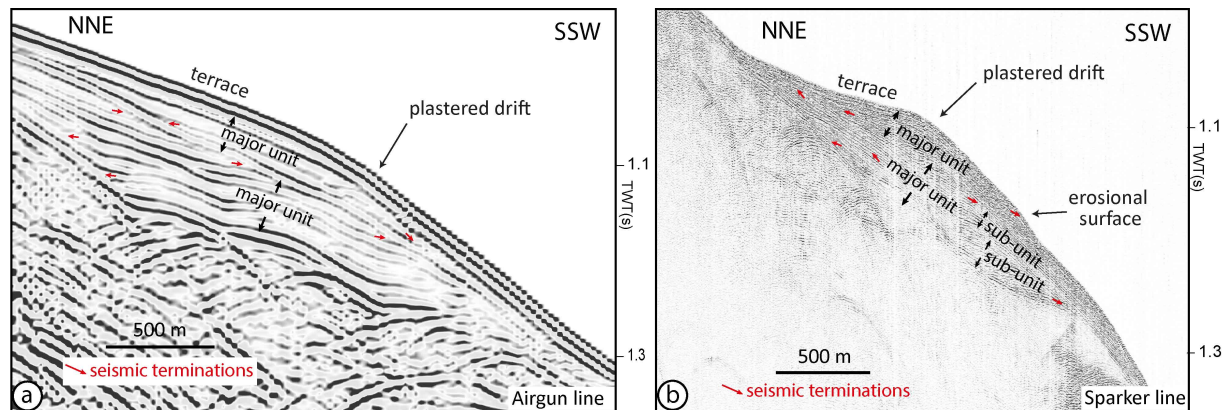 NNE
SSW
terrace
plastered drift
major unit
major unit
1.1
TWT(s)
1.3
500 m
seismic terminations
a
Airgun line
NNE
SSW
terrace
plastered drift
major unit
major unit
erosional
surface
sub-unit
sub-unit
1.1
TWT(s)
1.3
500 m
seismic terminations
b
Sparker line